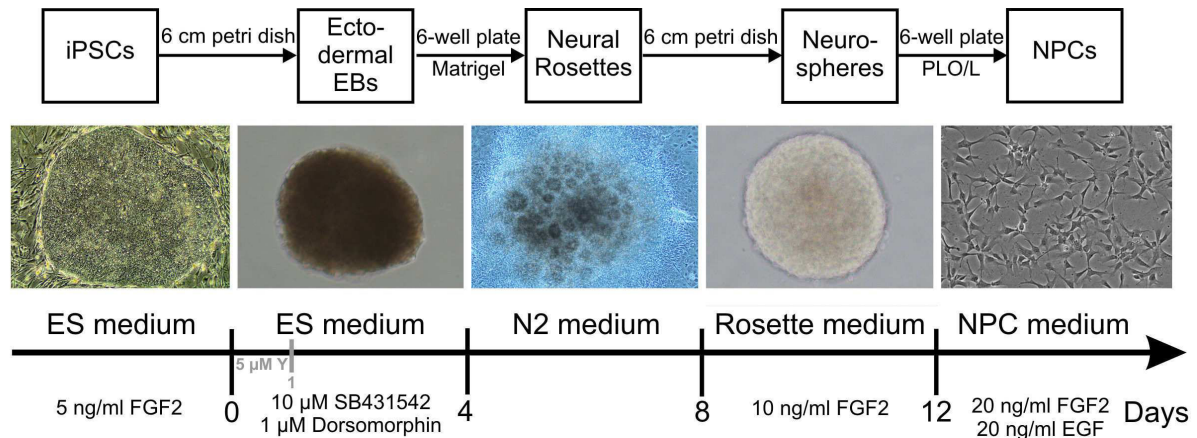 iPSCs
6 cm petri dish
Ecto-
dermal
EBs
6-well plate
Matrigel
Neural
Rosettes
6 cm petri dish
Neuro-
spheres
6-well plate
PLO/L
NPCs
ES medium
ES medium
N2 medium
Rosette medium
NPC medium
5 µM Y
1
5 ng/ml FGF2
0
10 µM SB431542
1 µM Dorsomorphin
4
8
10 ng/ml FGF2
12
20 ng/ml FGF2
20 ng/ml EGF
Days